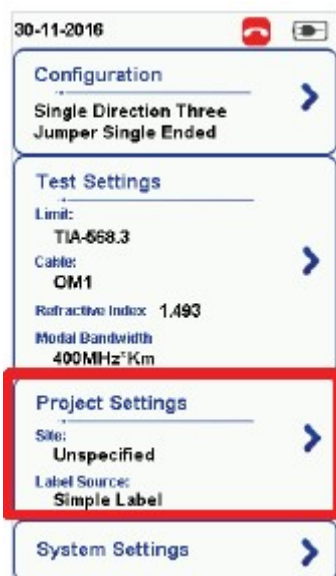 30-11-2016
Configuration
Single Direction Three
Jumper Single Ended
Test Settings
Limit:
TIA-568.3
Cable:
OM1
Refractive Index 1.493
Modal Bandwidth
400MHz*Km
Project Settings
Site:
Unspecified
Label Source:
Simple Label
System Settings